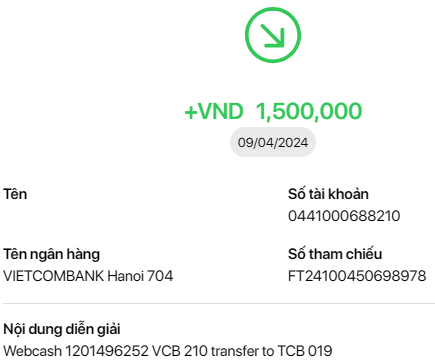 +VND 1,500,000
09/04/2024
Tên
Số tài khoản
0441000688210
Tên ngân hàng
VIETCOMBANK Hanoi 704
Số tham chiếu
FT24100450698978
Nội dung diễn giải
Webcash 1201496252 VCB 210 transfer to TCB 019